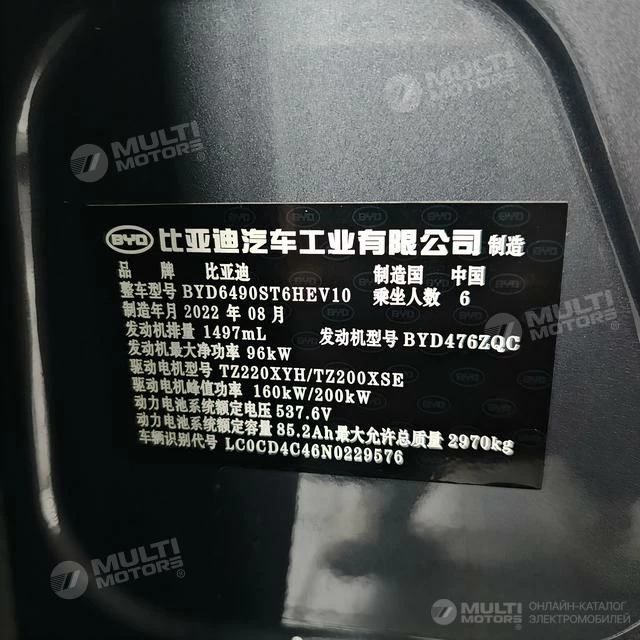 MULTI MOTORS®
MULTI MOTORS®
BYD 比亚迪汽车工业有限公司 制造
品 牌 比亚迪 制造国 中国
整车型号 BYD6490ST6HEV10 乘坐人数 6
制造年月 2022 年 08 月
发动机排量 1497mL 发动机型号 BYD476ZQC
发动机最大净功率 96kW
驱动电机型号 TZ220XYH/TZ200XSE
驱动电机峰值功率 160kW/200kW
动力电池系统额定电压 537.6V
动力电池系统额定容量 85.2Ah 最大允许总质量 2970kg
车辆识别代号 LC0CD4C46N0229576
MULTI MOTORS®
MULTI MOTORS® ОНЛАЙН-КАТАЛОГ
ЭЛЕКТРОМОБИЛЕЙ